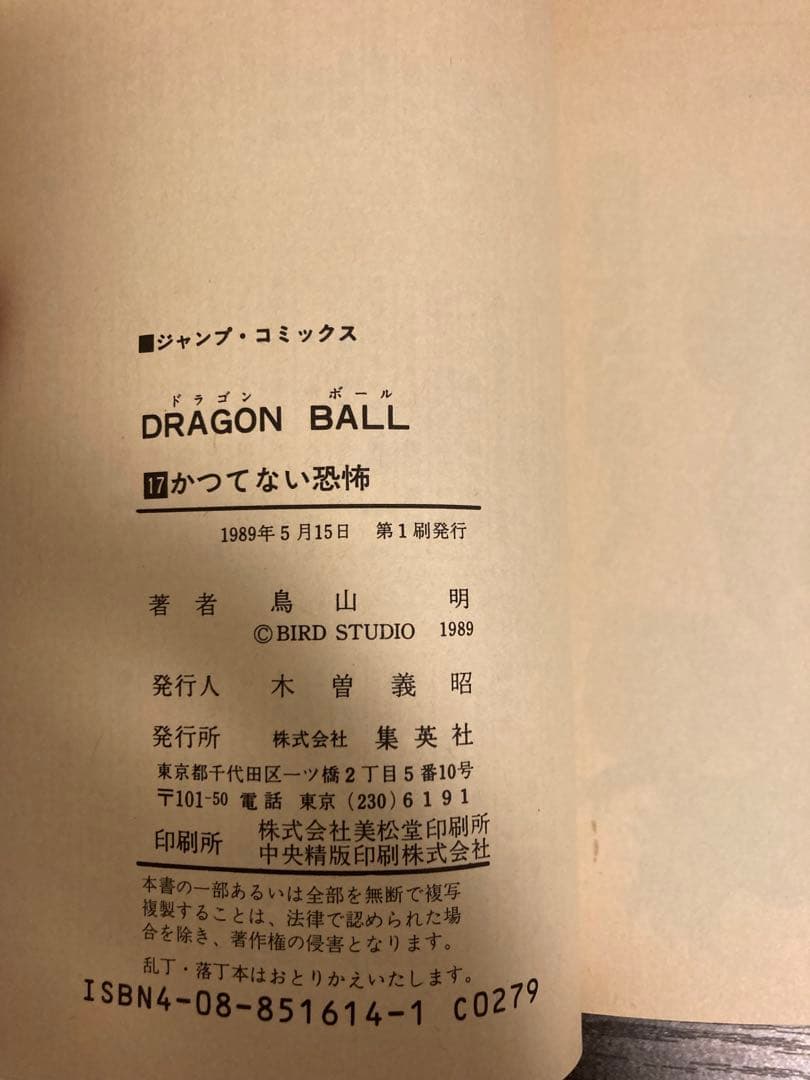 ■ジャンプ・コミックス
ドラゴン ボール
DRAGON BALL
17かつてない恐怖
1989年5月15日 第1刷発行
著者 鳥山 明
©BIRD STUDIO 1989
発行人 木曽義昭
発行所 株式会社 集英社
東京都千代田区一ツ橋2丁目5番10号
〒101-50 電話 東京(230)6191
印刷所 株式会社美松堂印刷所
中央精版印刷株式会社
本書の一部あるいは全部を無断で複写
複製することは、法律で認められた場
合を除き、著作権の侵害となります。
乱丁・落丁本はおとりかえいたします。
ISBN4-08-851614-1 C0279